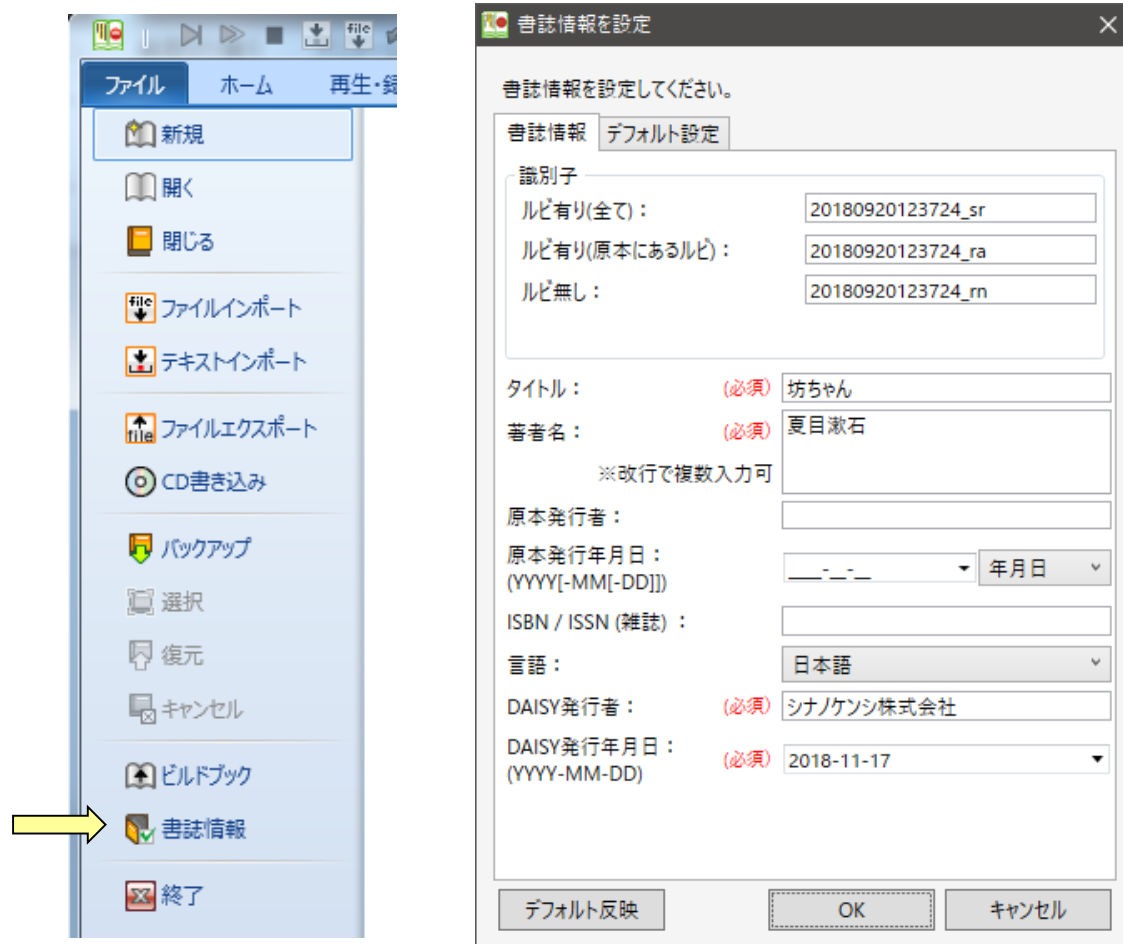 file
ファイル
ホーム
再生・録
新規
開く
閉じる
file
ファイルインポート
テキストインポート
file
ファイルエクスポート
CD書き込み
バックアップ
選択
復元
キャンセル
ビルドブック
書誌情報
終了
書誌情報を設定
書誌情報を設定してください。
書誌情報 デフォルト設定
識別子
ルビ有り(全て)： 20180920123724_sr
ルビ有り(原本にあるルビ)： 20180920123724_ra
ルビ無し： 20180920123724_rn
タイトル： (必須) 坊ちゃん
著者名： (必須) 夏目漱石
※改行で複数入力可
原本発行者：
原本発行年月日：
(YYYY[-MM[-DD]]) ____-__-__ 年月日
ISBN / ISSN (雑誌) ：
言語： 日本語
DAISY発行者： (必須) シナノケンシ株式会社
DAISY発行年月日：
(YYYY-MM-DD) (必須) 2018-11-17
デフォルト反映 OK キャンセル